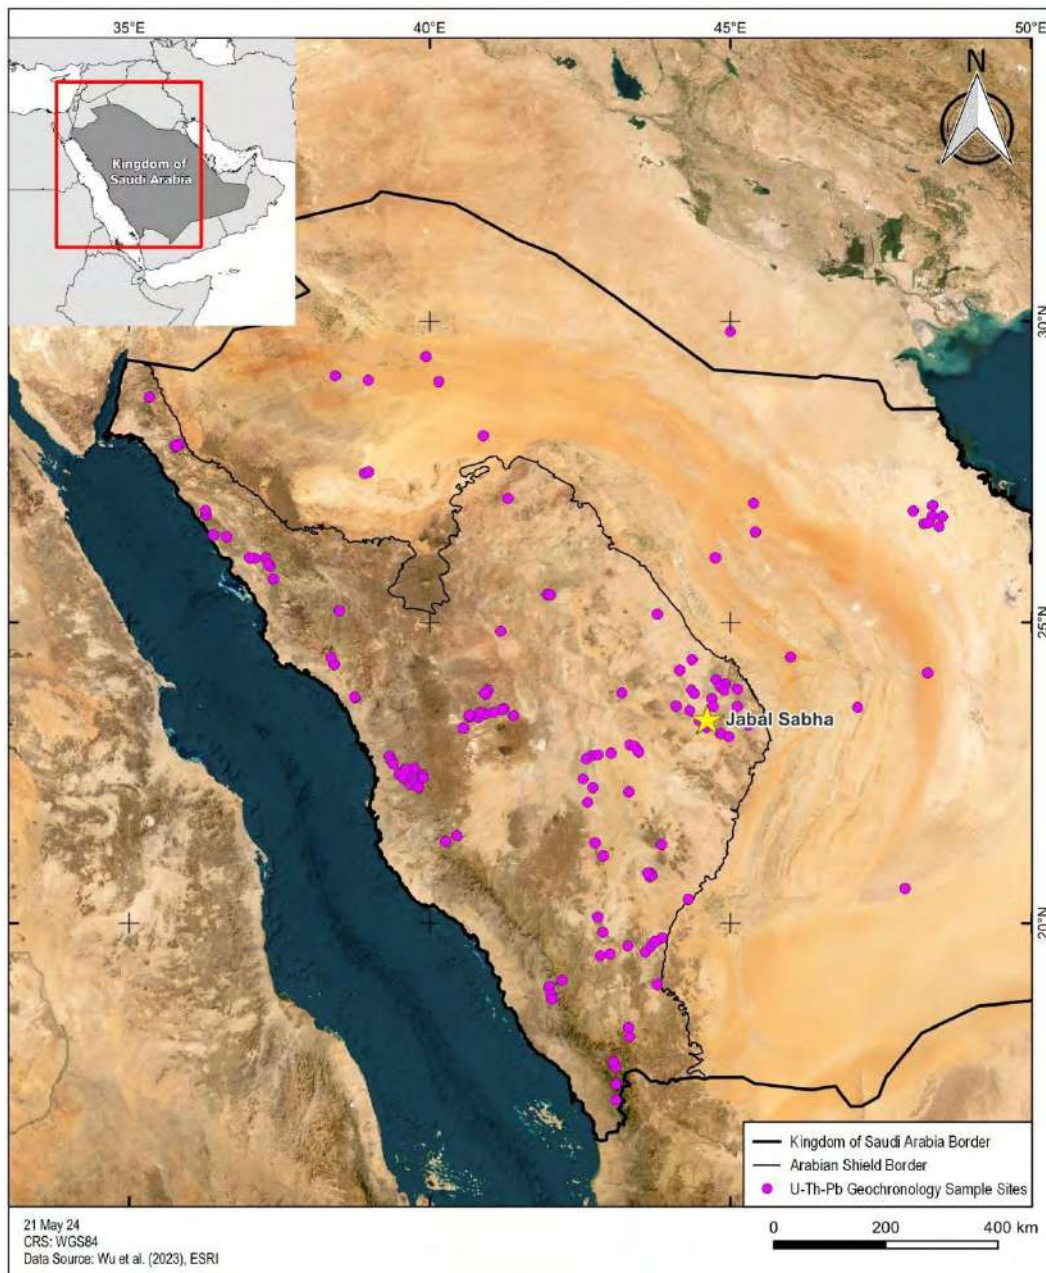 35°E 40°E 45°E 50°E
N
Kingdom of
Saudi Arabia
30°N
25°N
Jabal Sabha
20°N
Kingdom of Saudi Arabia Border
Arabian Shield Border
U-Th-Pb Geochronology Sample Sites
21 May 24
CRS: WGS84
Data Source: Wu et al. (2023), ESRI
0 200 400 km